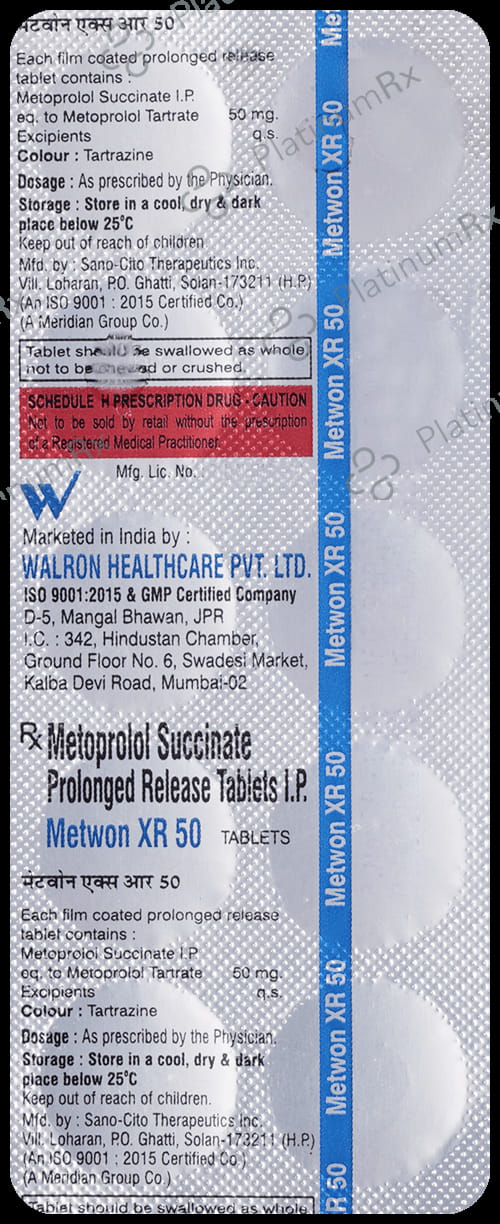 मेटवोन एक्स आर 50
Each film coated prolonged release
tablet contains :
Metoprolol Succinate I.P.
eq. to Metoprolol Tartrate 50 mg.
Excipients q.s.
Colour : Tartrazine
Dosage : As prescribed by the Physician.
Storage : Store in a cool, dry & dark
place below 25°C
Keep out of reach of children.
Mfd. by : Sano-Cito Therapeutics Inc.
Vill. Loharan, P.O. Ghatti, Solan-173211 (H.P.)
(An ISO 9001 : 2015 Certified Co.)
(A Meridian Group Co.)
Tablet should be swallowed as whole,
not to be chewed or crushed.
SCHEDULE H PRESCRIPTION DRUG - CAUTION
Not to be sold by retail without the prescription
of a Registered Medical Practitioner.
Mfg. Lic. No.
W
Marketed in India by :
WALRON HEALTHCARE PVT. LTD.
ISO 9001:2015 & GMP Certified Company
D-5, Mangal Bhawan, JPR
I.C. : 342, Hindustan Chamber,
Ground Floor No. 6, Swadesi Market,
Kalba Devi Road, Mumbai-02
Rx Metoprolol Succinate
Prolonged Release Tablets I.P.
Metwon XR 50 TABLETS
मेटवोन एक्स आर 50
Each film coated prolonged release
tablet contains :
Metoprolol Succinate I.P.
eq. to Metoprolol Tartrate 50 mg.
Excipients q.s.
Colour : Tartrazine
Dosage : As prescribed by the Physician.
Storage : Store in a cool, dry & dark
place below 25°C
Keep out of reach of children.
Mfd. by : Sano-Cito Therapeutics Inc.
Vill. Loharan, P.O. Ghatti, Solan-173211 (H.P.)
(An ISO 9001 : 2015 Certified Co.)
(A Meridian Group Co.)
Tablet should be swallowed as whole
Me
Metwon XR 50
Metwon XR 50
Metwon XR 50
Metwon XR 50
Metwon XR 50
R 50
PlatinumRx
PlatinumRx
PlatinumRx
PlatinumRx